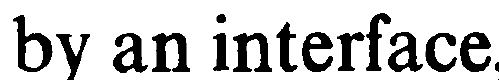 by an interface.